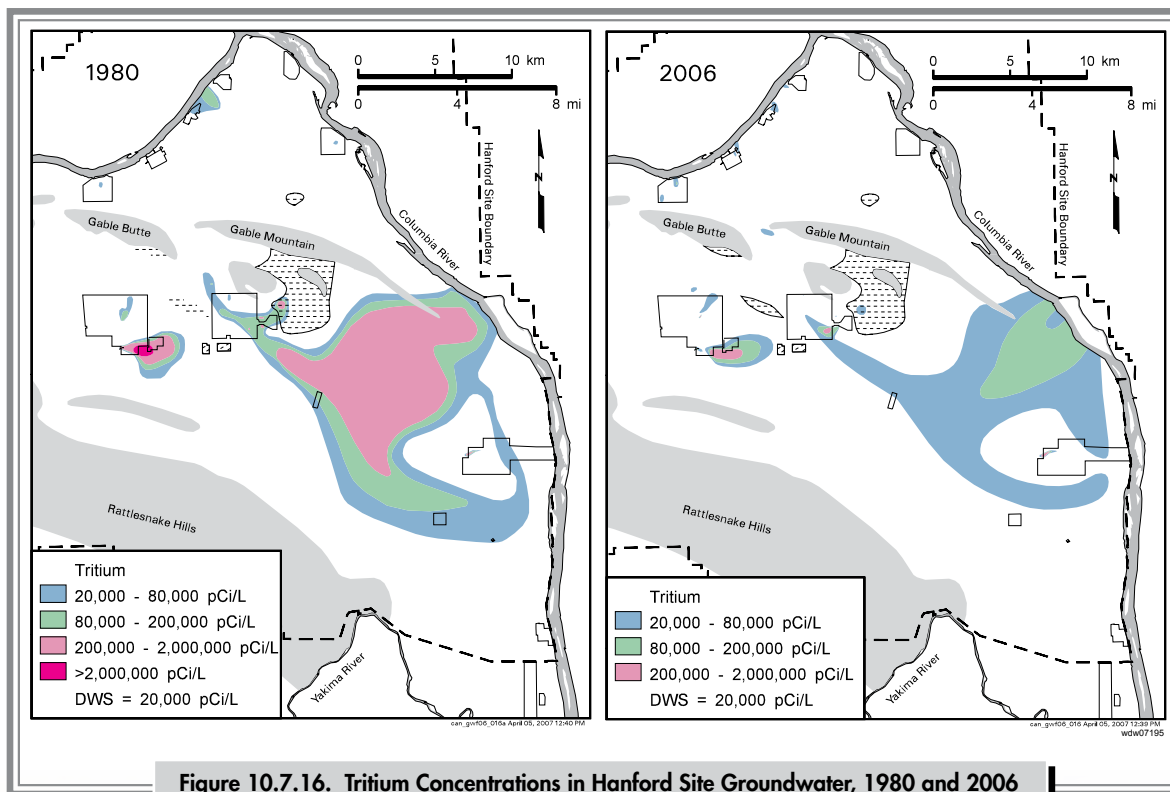 1980
0 5 10 km
0 4 8 mi
N
Hanford Site Boundary
Columbia River
Gable Butte
Gable Mountain
Rattlesnake Hills
Yakima River
Tritium
20,000 - 80,000 pCi/L
80,000 - 200,000 pCi/L
200,000 - 2,000,000 pCi/L
>2,000,000 pCi/L
DWS = 20,000 pCi/L
can_gwf06_016a April 05, 2007 12:40 PM
2006
0 5 10 km
0 4 8 mi
N
Hanford Site Boundary
Columbia River
Gable Butte
Gable Mountain
Rattlesnake Hills
Yakima River
Tritium
20,000 - 80,000 pCi/L
80,000 - 200,000 pCi/L
200,000 - 2,000,000 pCi/L
DWS = 20,000 pCi/L
can_gwf06_016 April 05, 2007 12:39 PM
wdw07195
Figure 10.7.16. Tritium Concentrations in Hanford Site Groundwater, 1980 and 2006